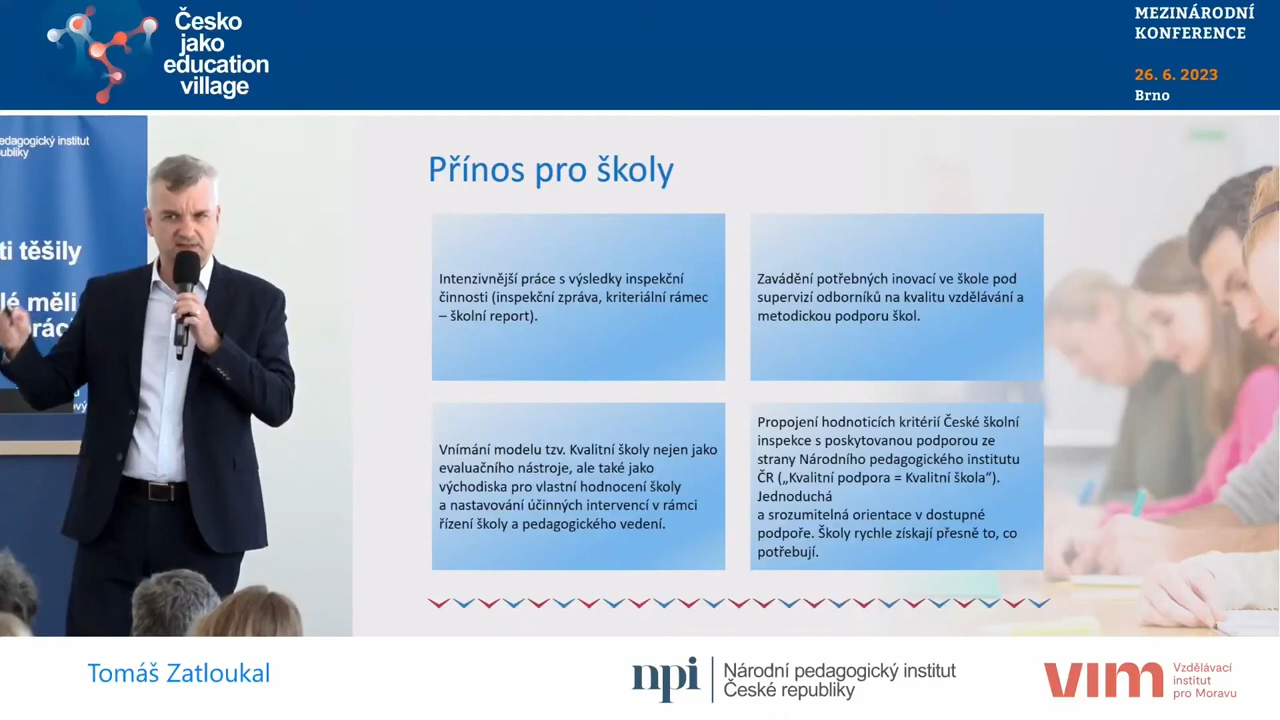 Česko
jako
education
village
MEZINÁRODNÍ
KONFERENCE
26. 6. 2023
Brno
edagogický institut
publiky
ti těšily
lé měli
Přínos pro školy
Intenzivnější práce s výsledky inspekční
činnosti (inspekční zpráva, kriteriální rámec
– školní report).
Zavádění potřebných inovací ve škole pod
supervizí odborníků na kvalitu vzdělávání a
metodickou podporu škol.
Vnímání modelu tzv. Kvalitní školy nejen jako
evaluačního nástroje, ale také jako
východiska pro vlastní hodnocení školy
a nastavování účinných intervencí v rámci
řízení školy a pedagogického vedení.
Propojení hodnoticích kritérií České školní
inspekce s poskytovanou podporou ze
strany Národního pedagogického institutu
ČR („Kvalitní podpora = Kvalitní škola“).
Jednoduchá
a srozumitelná orientace v dostupné
podpoře. Školy rychle získají přesně to, co
potřebují.
Tomáš Zatloukal
npi
Národní pedagogický institut
České republiky
vim
Vzdělávací
institut
pro Moravu